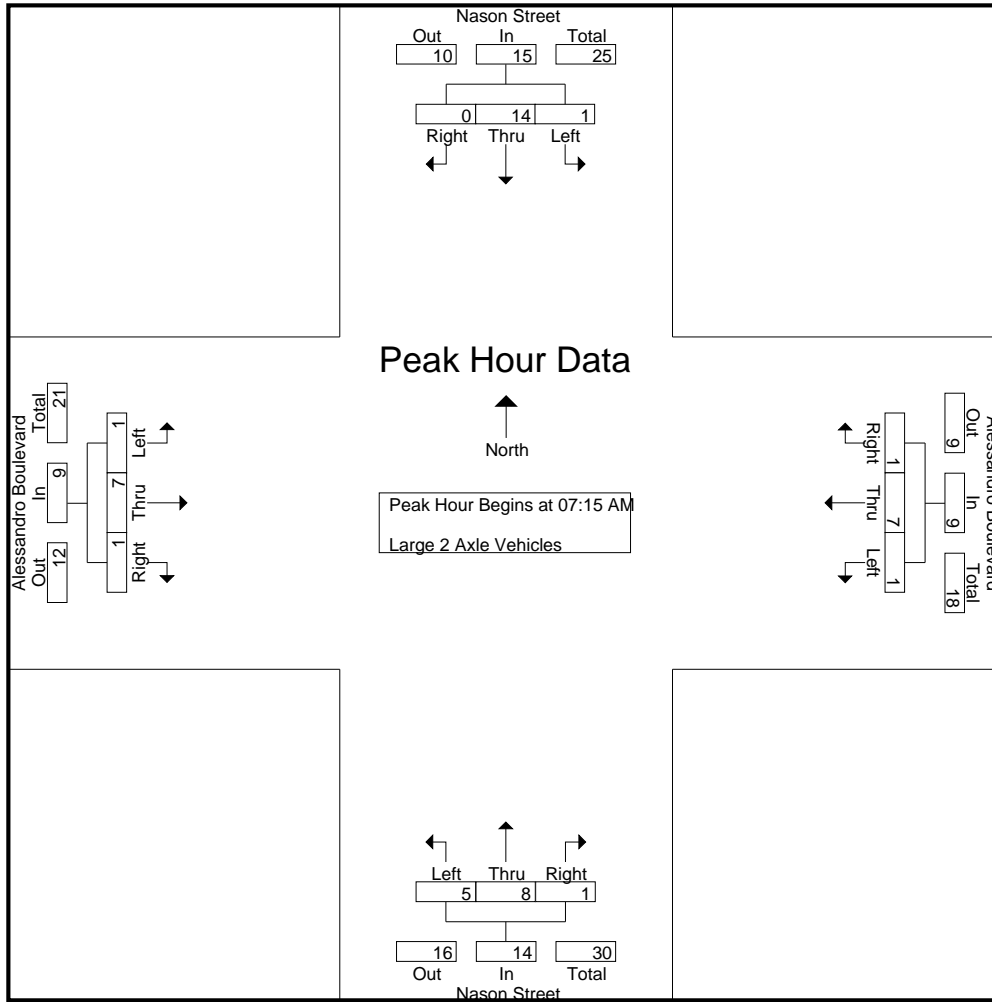 Nason Street
Out In Total
10 15 25
0 14 1
Right Thru Left
Peak Hour Data
North
Peak Hour Begins at 07:15 AM
Large 2 Axle Vehicles
Alessandro Boulevard
Out In Total
12 9 21
1 7 1
Left Thru Right
Alessandro Boulevard
Out In Total
9 9 18
1 7 1
Right Thru Left
Left Thru Right
5 8 1
16 14 30
Out In Total
Nason Street